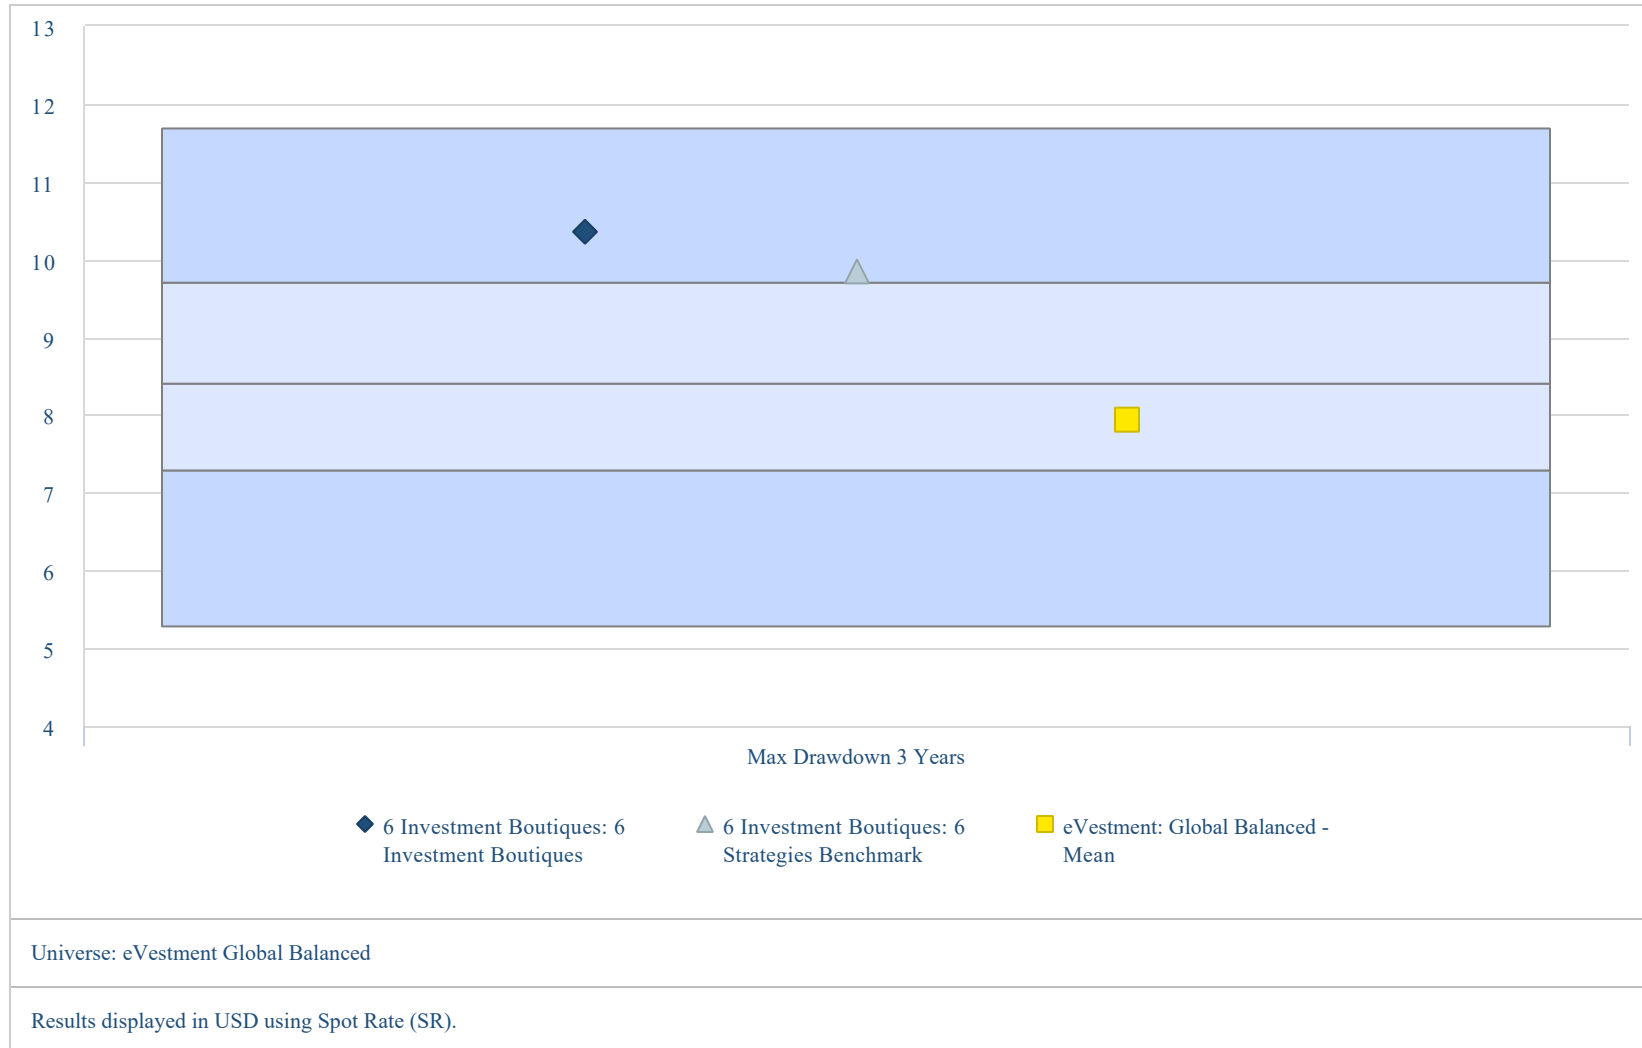 13
12
11
10
9
8
7
6
5
4
Max Drawdown 3 Years
6 Investment Boutiques: 6
Investment Boutiques
6 Investment Boutiques: 6
Strategies Benchmark
eVestment: Global Balanced -
Mean
Universe: eVestment Global Balanced
Results displayed in USD using Spot Rate (SR).